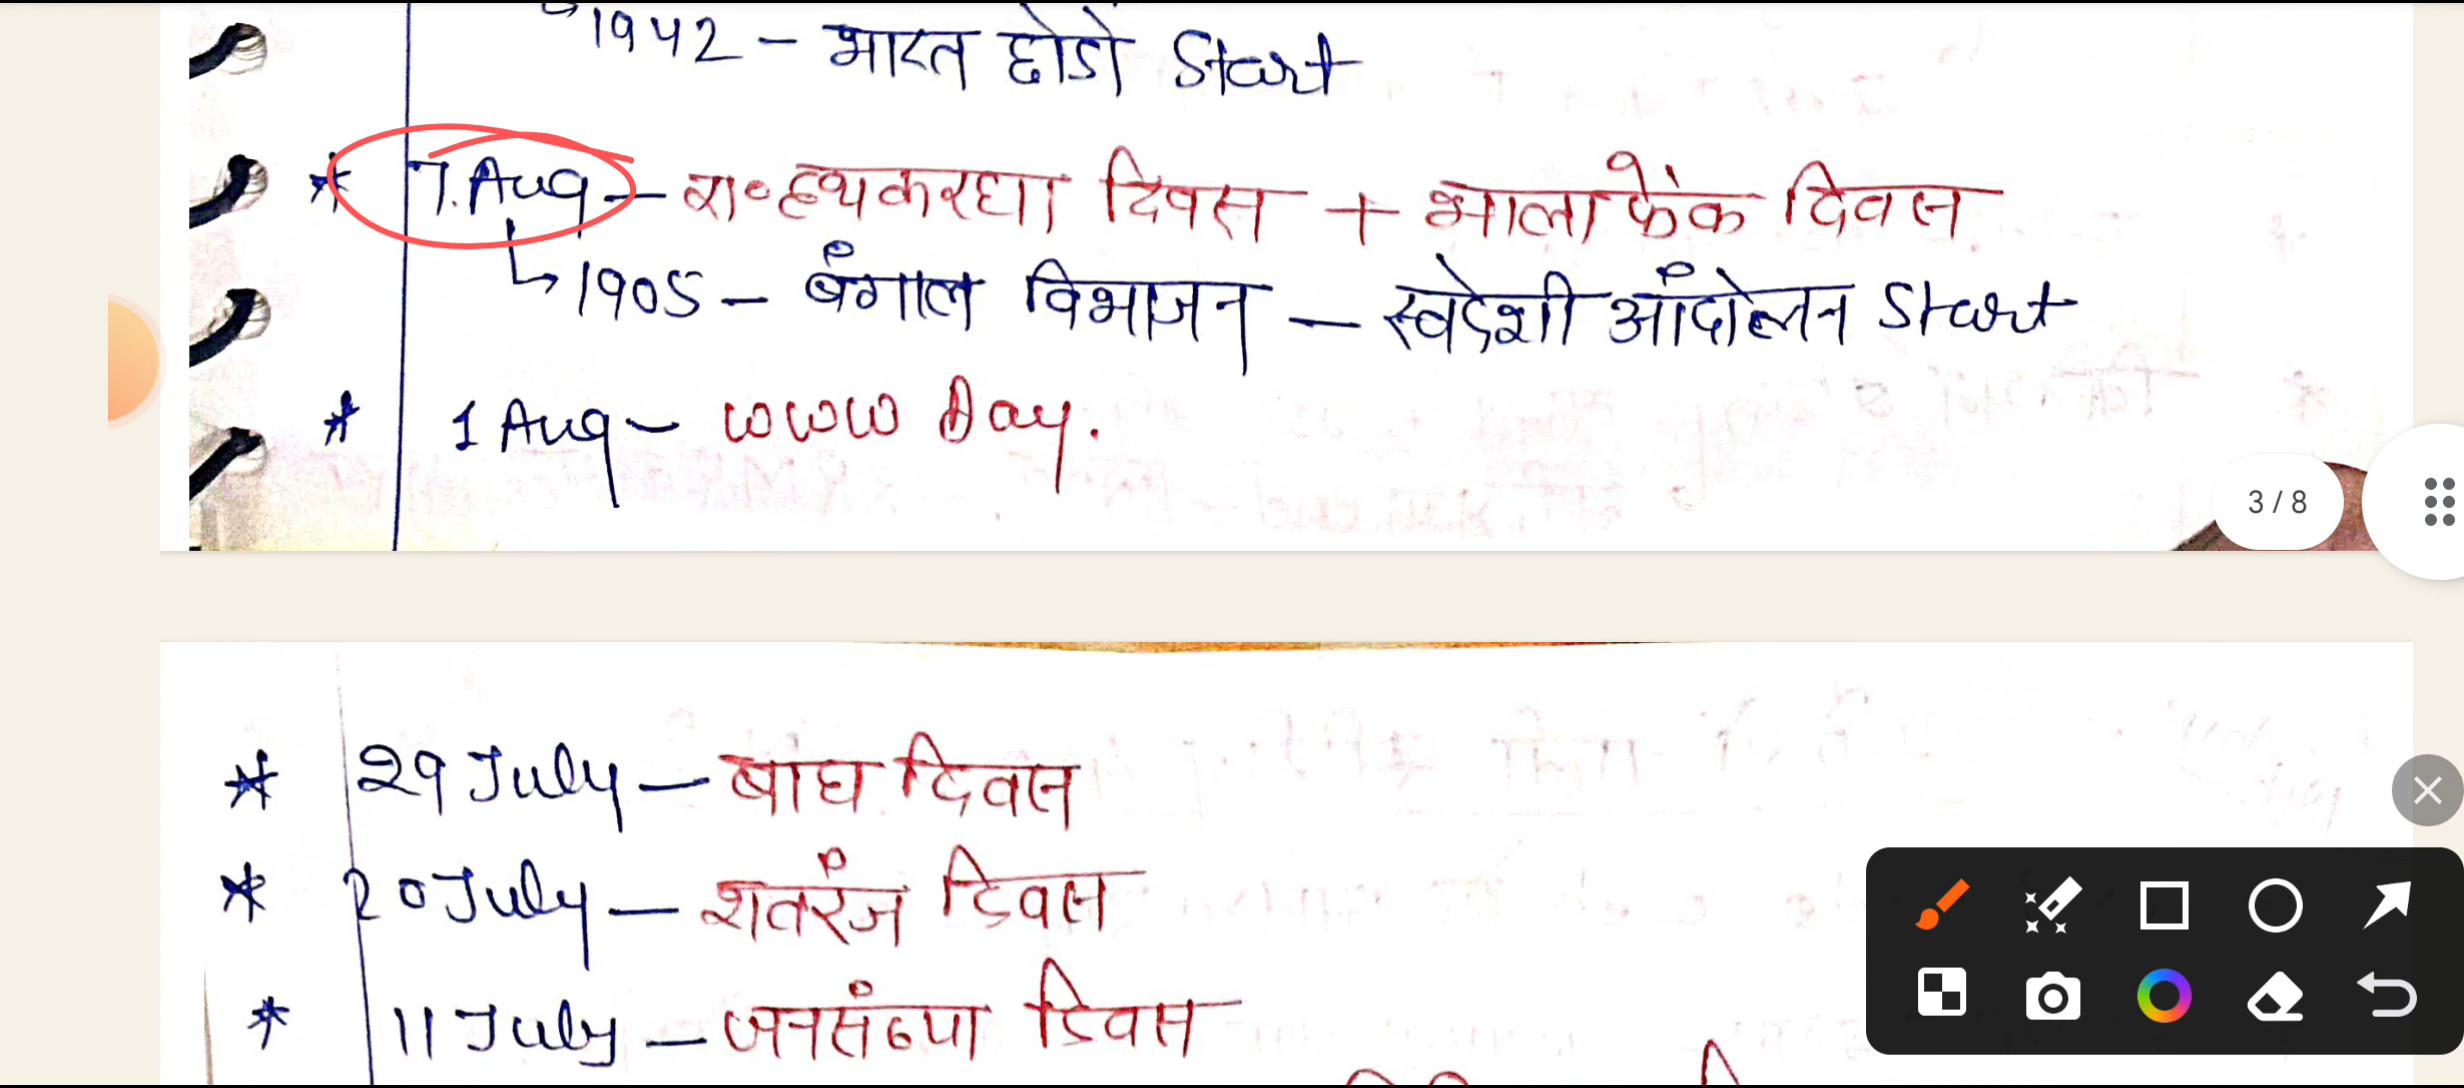 1942 - भारत छोडो Start
* 7. Aug - रा० हथकरघा दिवस + भाला फेंक दिवस
↳ 1905 - बंगाल विभाजन - स्वदेशी आंदोलन Start
* 1 Aug - WWW Day.
3 / 8
* 29 July - बाघ दिवस
* 20 July - शतरंज दिवस
* 11 July - जनसंख्या दिवस